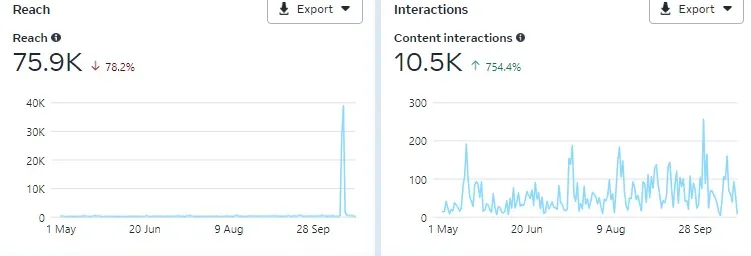 Reach
Export
Reach
75.9K ↓ 78.2%
40K
30K
20K
10K
0
1 May 20 Jun 9 Aug 28 Sep
Interactions
Export
Content interactions
10.5K ↑ 754.4%
300
200
100
0
1 May 20 Jun 9 Aug 28 Sep